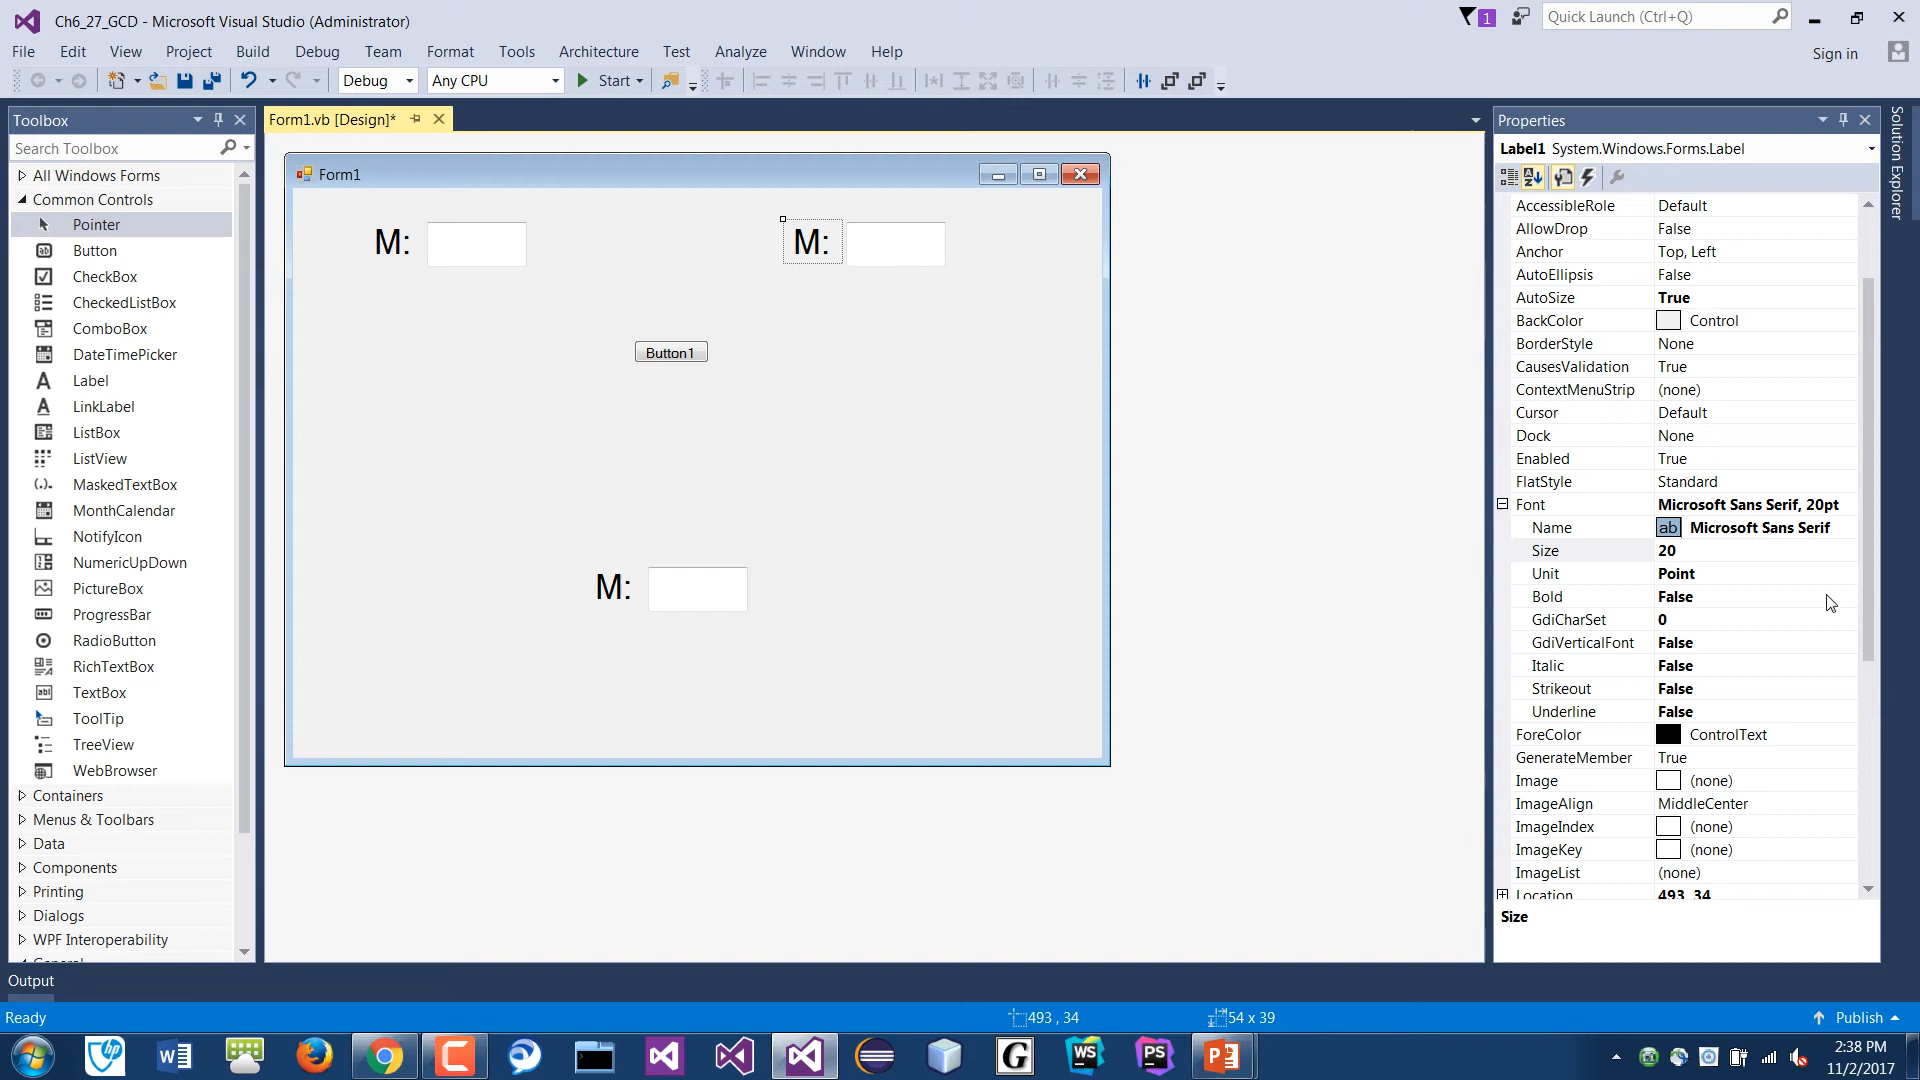 Ch6_27_GCD - Microsoft Visual Studio (Administrator)
1
Quick Launch (Ctrl+Q)
File Edit View Project Build Debug Team Format Tools Architecture Test Analyze Window Help
Sign in
Debug Any CPU Start
Toolbox
Search Toolbox
All Windows Forms
Common Controls
Pointer
Button
CheckBox
CheckedListBox
ComboBox
DateTimePicker
Label
LinkLabel
ListBox
ListView
MaskedTextBox
MonthCalendar
NotifyIcon
NumericUpDown
PictureBox
ProgressBar
RadioButton
RichTextBox
TextBox
ToolTip
TreeView
WebBrowser
Containers
Menus & Toolbars
Data
Components
Printing
Dialogs
WPF Interoperability
Form1.vb [Design]*
Form1
M: M:
Button1
M:
Properties
Label1 System.Windows.Forms.Label
AccessibleRole Default
AllowDrop False
Anchor Top, Left
AutoEllipsis False
AutoSize True
BackColor Control
BorderStyle None
CausesValidation True
ContextMenuStrip (none)
Cursor Default
Dock None
Enabled True
FlatStyle Standard
Font Microsoft Sans Serif, 20pt
Name ab Microsoft Sans Serif
Size 20
Unit Point
Bold False
GdiCharSet 0
GdiVerticalFont False
Italic False
Strikeout False
Underline False
ForeColor ControlText
GenerateMember True
Image (none)
ImageAlign MiddleCenter
ImageIndex (none)
ImageKey (none)
ImageList (none)
Location 493, 34
Size
Solution Explorer
Output
Ready 493 , 34 54 x 39 Publish
2:38 PM
11/2/2017